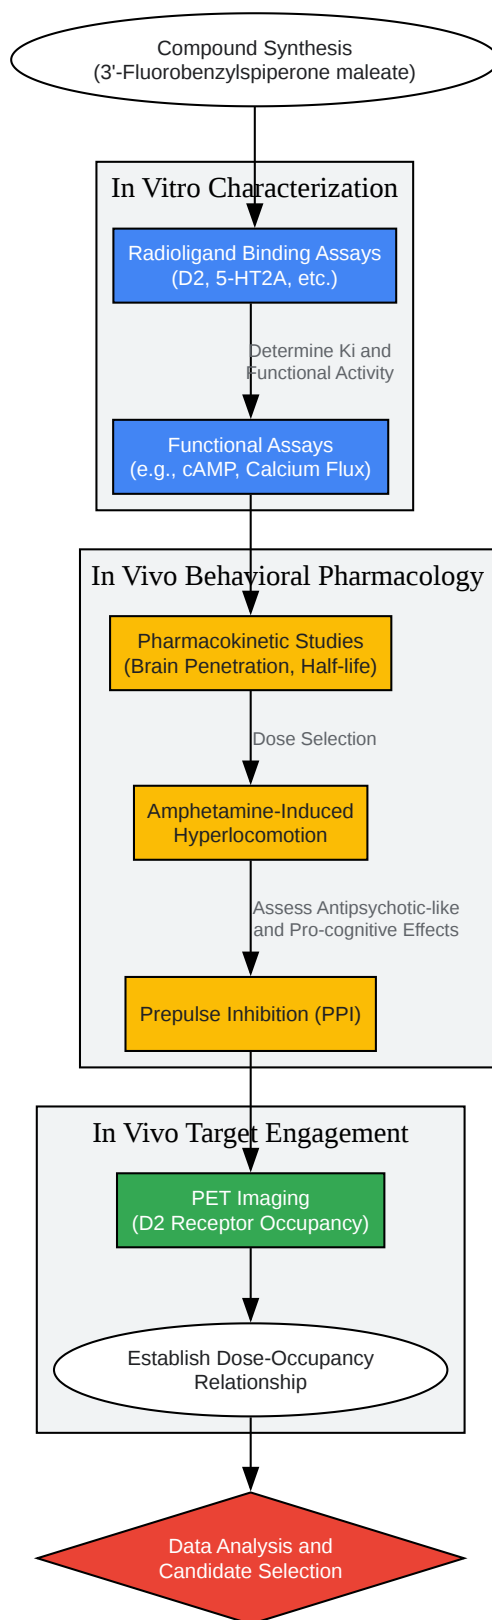 Compound Synthesis
(3'-Fluorobenzylspiperone maleate)
In Vitro Characterization
Radioligand Binding Assays
(D2, 5-HT2A, etc.)
Determine Ki and
Functional Activity
Functional Assays
(e.g., cAMP, Calcium Flux)
In Vivo Behavioral Pharmacology
Pharmacokinetic Studies
(Brain Penetration, Half-life)
Dose Selection
Amphetamine-Induced
Hyperlocomotion
Assess Antipsychotic-like
and Pro-cognitive Effects
Prepulse Inhibition (PPI)
In Vivo Target Engagement
PET Imaging
(D2 Receptor Occupancy)
Establish Dose-Occupancy
Relationship
Data Analysis and
Candidate Selection